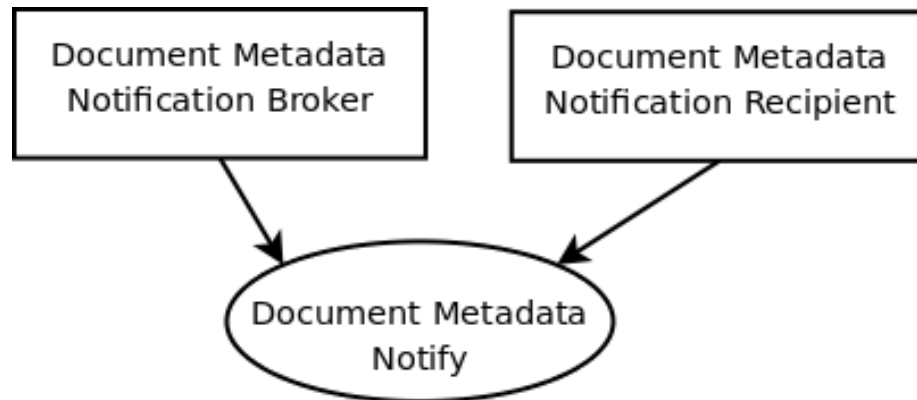 Document Metadata
Notification Broker
Document Metadata
Notification Recipient
Document Metadata
Notify